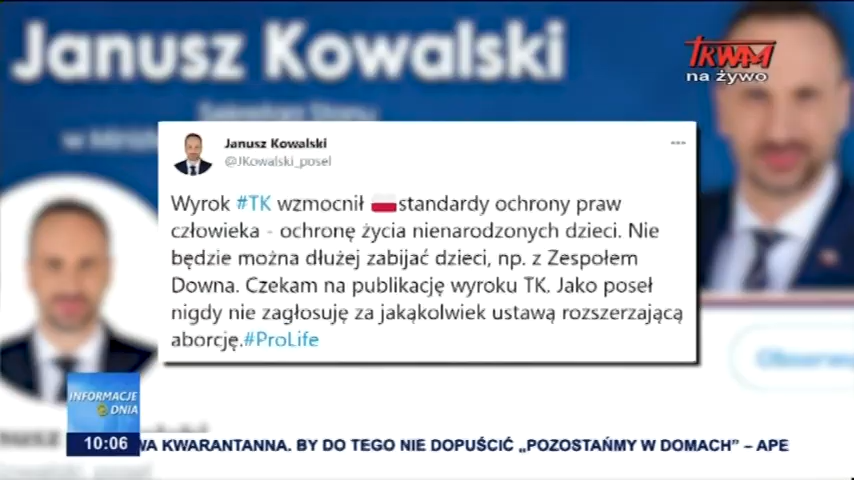 Janusz Kowalski
TRWAM
na żywo
Janusz Kowalski
@JKowalski_posel
Wyrok #TK wzmocnił 🇵🇱standardy ochrony praw
człowieka - ochronę życia nienarodzonych dzieci. Nie
będzie można dłużej zabijać dzieci, np. z Zespołem
Downa. Czekam na publikację wyroku TK. Jako poseł
nigdy nie zagłosuję za jakąkolwiek ustawą rozszerzającą
aborcję.#ProLife
INFORMACJE
DNIA
10:06
WA KWARANTANNA. BY DO TEGO NIE DOPUŚCIĆ „POZOSTAŃMY W DOMACH” – APE